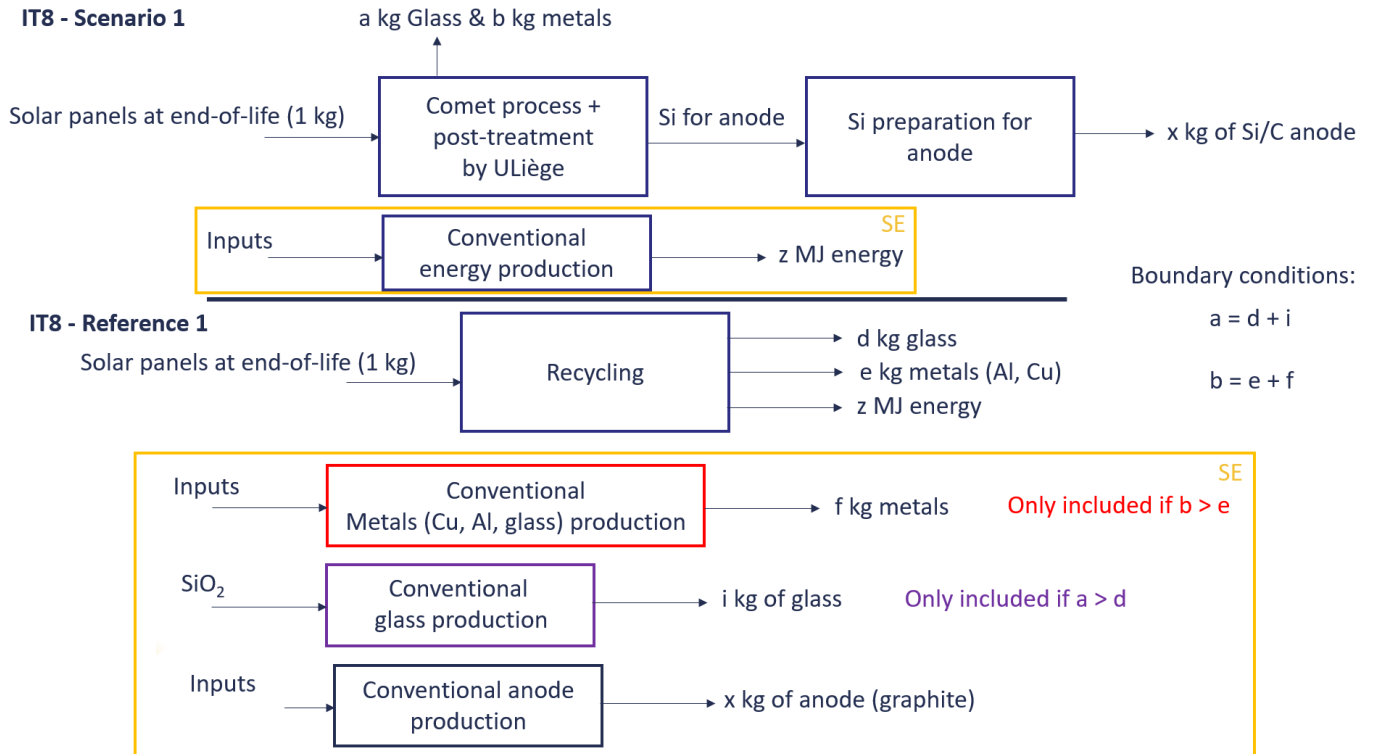 IT8 - Scenario 1
a kg Glass & b kg metals
Solar panels at end-of-life (1 kg)
Comet process +
post-treatment
by ULiège
Si for anode
Si preparation for
anode
x kg of Si/C anode
SE
Inputs
Conventional
energy production
z MJ energy
Boundary conditions:
a = d + i
b = e + f
IT8 - Reference 1
Solar panels at end-of-life (1 kg)
Recycling
d kg glass
e kg metals (Al, Cu)
z MJ energy
SE
Inputs
Conventional
Metals (Cu, Al, glass) production
f kg metals
Only included if b > e
SiO₂
Conventional
glass production
i kg of glass
Only included if a > d
Inputs
Conventional anode
production
x kg of anode (graphite)